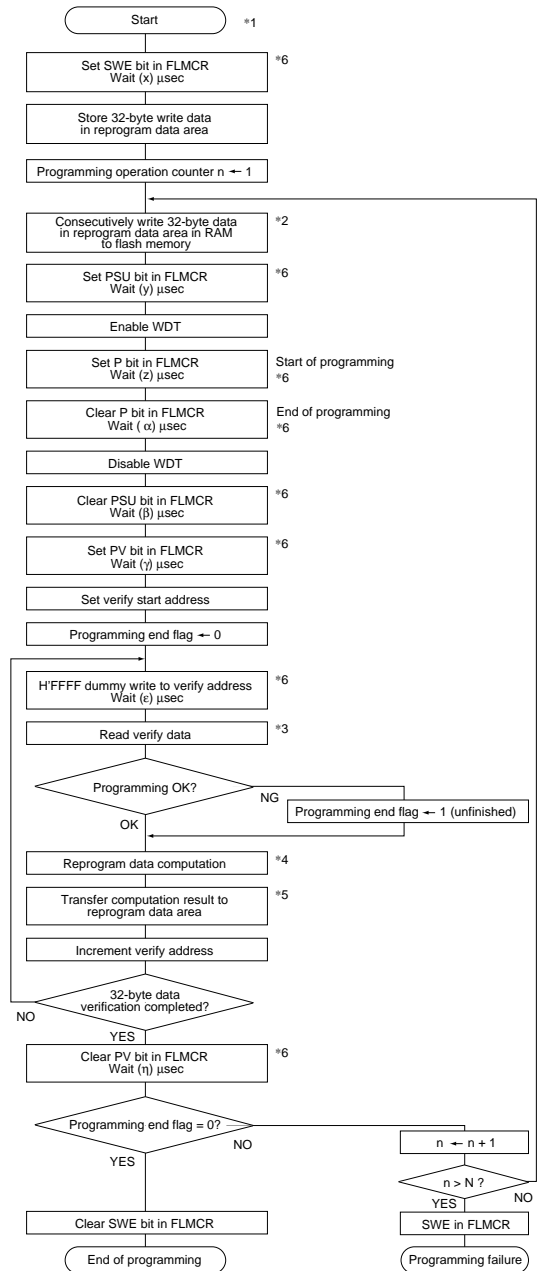 Start
*1
Set SWE bit in FLMCR
Wait (x) μsec
*6
Store 32-byte write data
in reprogram data area
Programming operation counter n ← 1
Consecutively write 32-byte data
in reprogram data area in RAM
to flash memory
*2
Set PSU bit in FLMCR
Wait (y) μsec
*6
Enable WDT
Set P bit in FLMCR
Wait (z) μsec
Start of programming
*6
Clear P bit in FLMCR
Wait ( α) μsec
End of programming
*6
Disable WDT
Clear PSU bit in FLMCR
Wait (β) μsec
*6
Set PV bit in FLMCR
Wait (γ) μsec
*6
Set verify start address
Programming end flag ← 0
H'FFFF dummy write to verify address
Wait (ε) μsec
*6
Read verify data
*3
Programming OK?
NG
OK
Programming end flag ← 1 (unfinished)
Reprogram data computation
*4
Transfer computation result to
reprogram data area
*5
Increment verify address
32-byte data
verification completed?
NO
YES
Clear PV bit in FLMCR
Wait (η) μsec
*6
Programming end flag = 0?
NO
YES
n ← n + 1
n > N ?
YES
NO
Clear SWE bit in FLMCR
SWE in FLMCR
End of programming
Programming failure